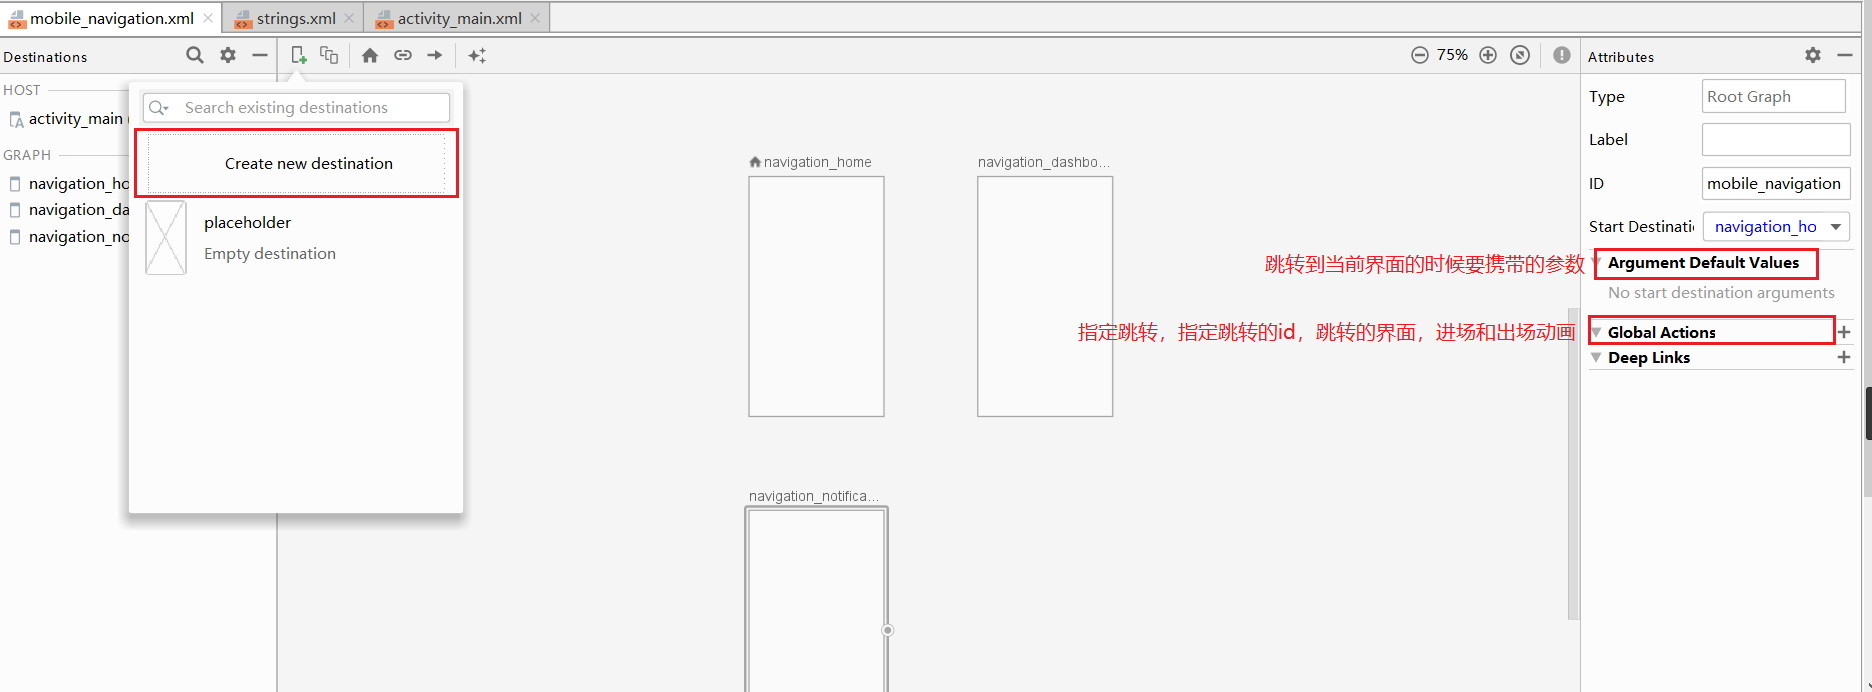 mobile_navigation.xml
strings.xml
activity_main.xml
Destinations
75%
Attributes
HOST
activity_main
GRAPH
navigation_ho
navigation_da
navigation_no
Search existing destinations
Create new destination
placeholder
Empty destination
navigation_home
navigation_dashbo...
navigation_notifica...
Type
Root Graph
Label
ID
mobile_navigation
Start Destinati
navigation_ho
跳转到当前界面的时候要携带的参数
Argument Default Values
No start destination arguments
指定跳转，指定跳转的id，跳转的界面，进场和出场动画
Global Actions
Deep Links